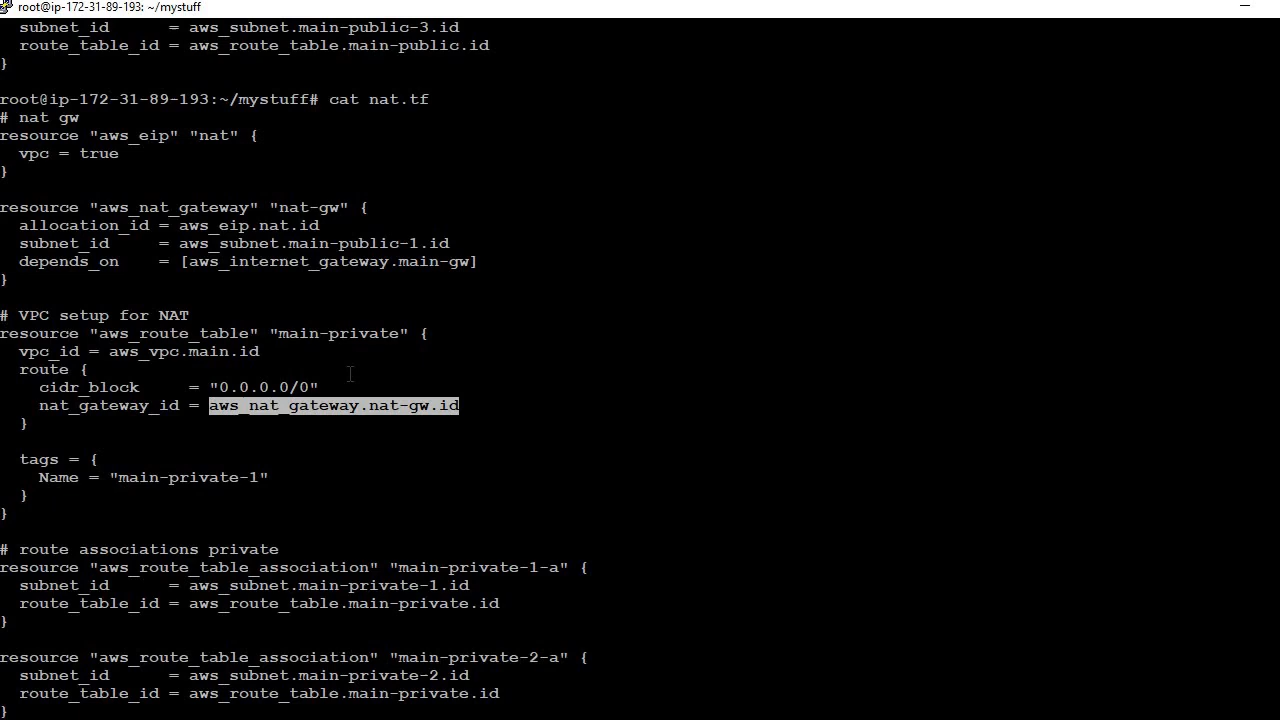 root@ip-172-31-89-193: ~/mystuff
  subnet_id      = aws_subnet.main-public-3.id
  route_table_id = aws_route_table.main-public.id
}
root@ip-172-31-89-193:~/mystuff# cat nat.tf
# nat gw
resource "aws_eip" "nat" {
  vpc = true
}
resource "aws_nat_gateway" "nat-gw" {
  allocation_id = aws_eip.nat.id
  subnet_id     = aws_subnet.main-public-1.id
  depends_on    = [aws_internet_gateway.main-gw]
}
# VPC setup for NAT
resource "aws_route_table" "main-private" {
  vpc_id = aws_vpc.main.id
  route {
    cidr_block     = "0.0.0.0/0"
    nat_gateway_id = aws_nat_gateway.nat-gw.id
  }
  tags = {
    Name = "main-private-1"
  }
}
# route associations private
resource "aws_route_table_association" "main-private-1-a" {
  subnet_id      = aws_subnet.main-private-1.id
  route_table_id = aws_route_table.main-private.id
}
resource "aws_route_table_association" "main-private-2-a" {
  subnet_id      = aws_subnet.main-private-2.id
  route_table_id = aws_route_table.main-private.id
}